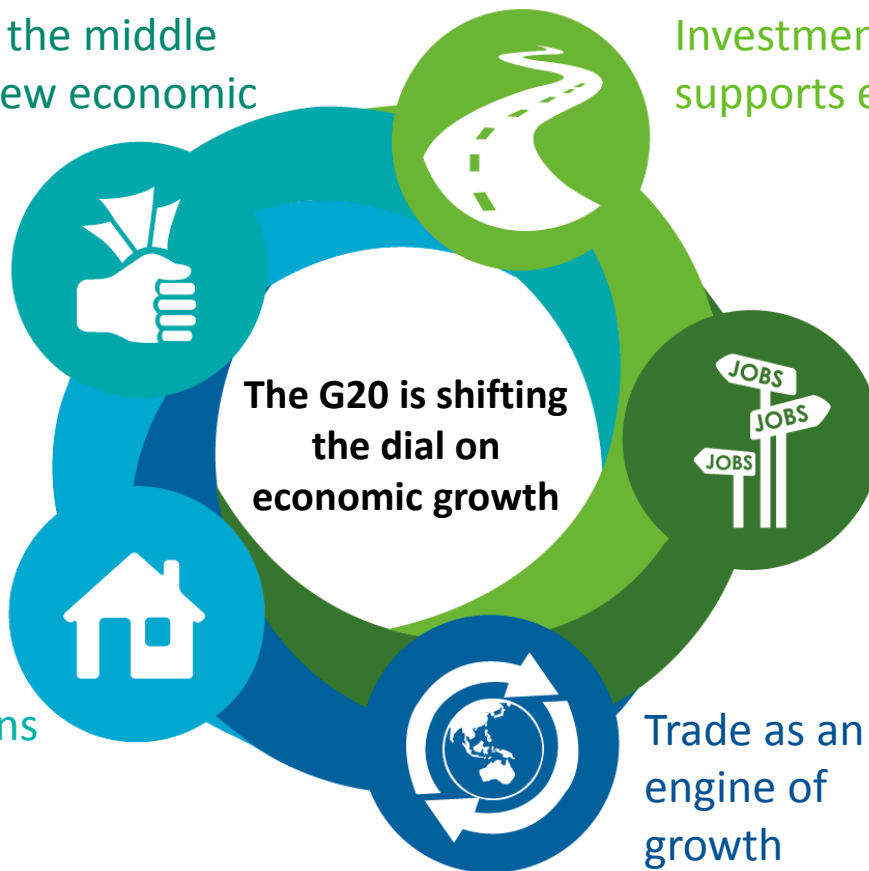 the middle
ew economic
Investmen
supports e
JOBS
JOBS
JOBS
The G20 is shifting
the dial on
economic growth
ns
Trade as an
engine of
growth